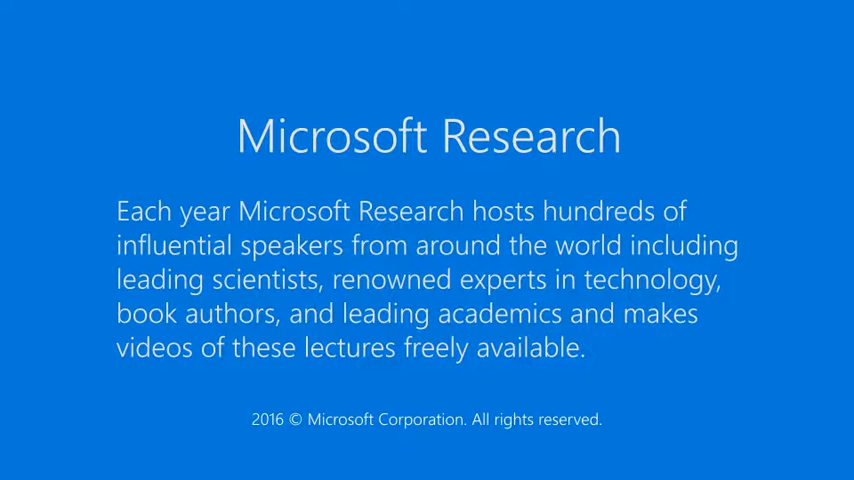 Microsoft Research
Each year Microsoft Research hosts hundreds of
influential speakers from around the world including
leading scientists, renowned experts in technology,
book authors, and leading academics and makes
videos of these lectures freely available.
2016 © Microsoft Corporation. All rights reserved.